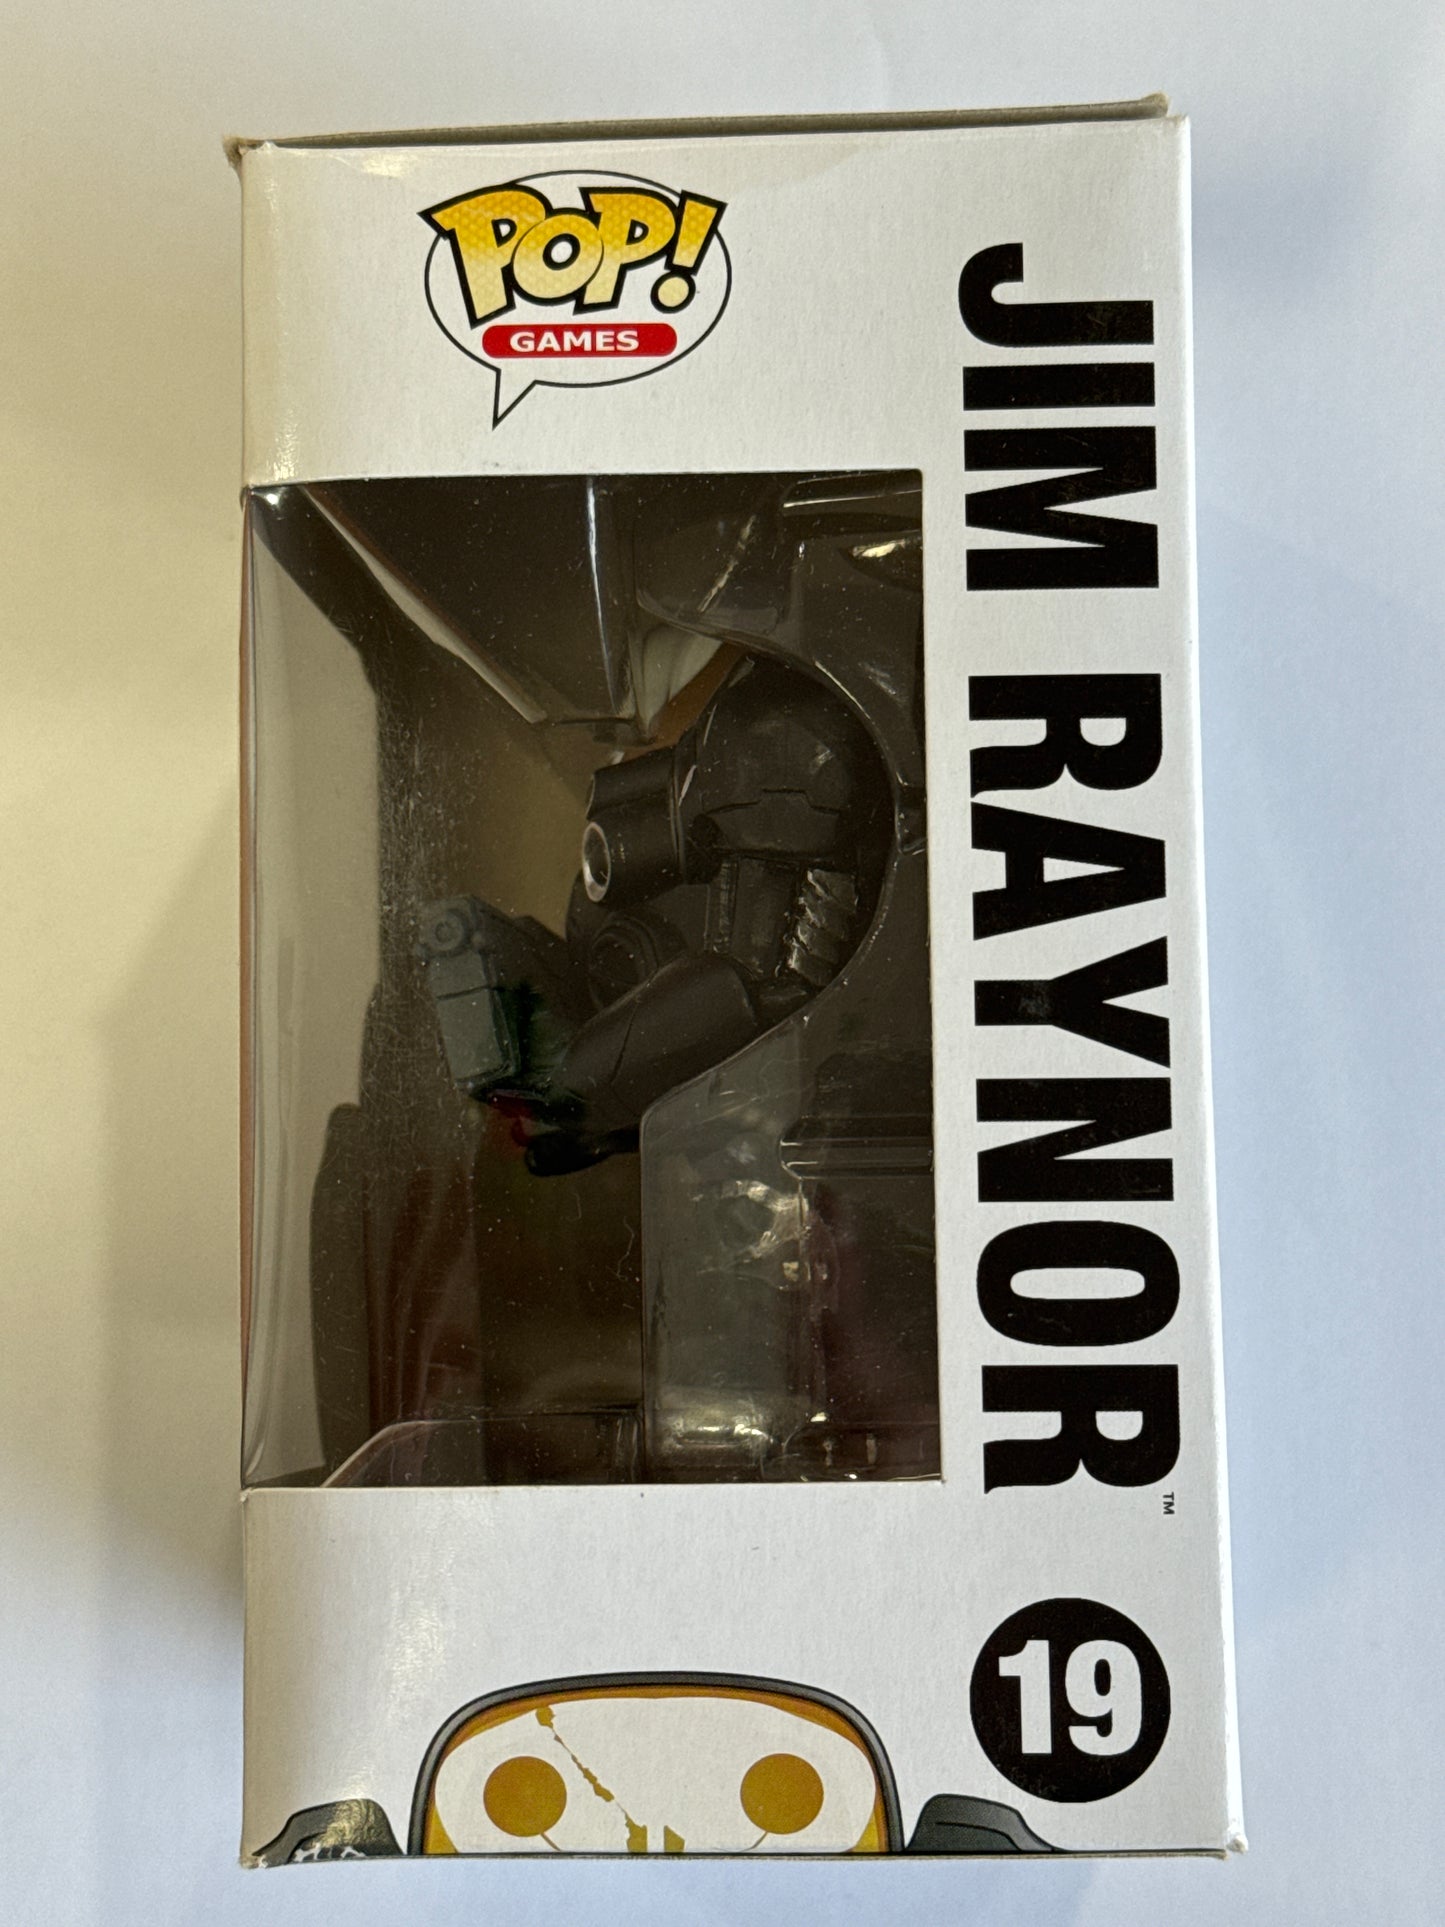 POP!
GAMES
JIM RAYNOR™
19